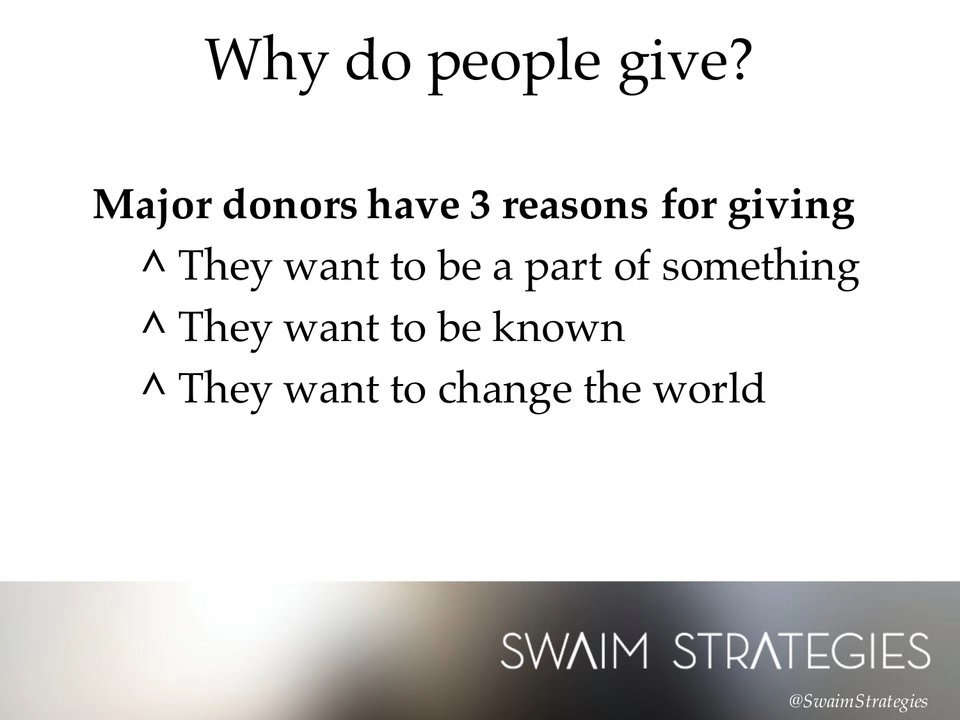 Why do people give?
Major donors have 3 reasons for giving
^ They want to be a part of something
^ They want to be known
^ They want to change the world
SWAIM STRATEGIES
@SwaimStrategies